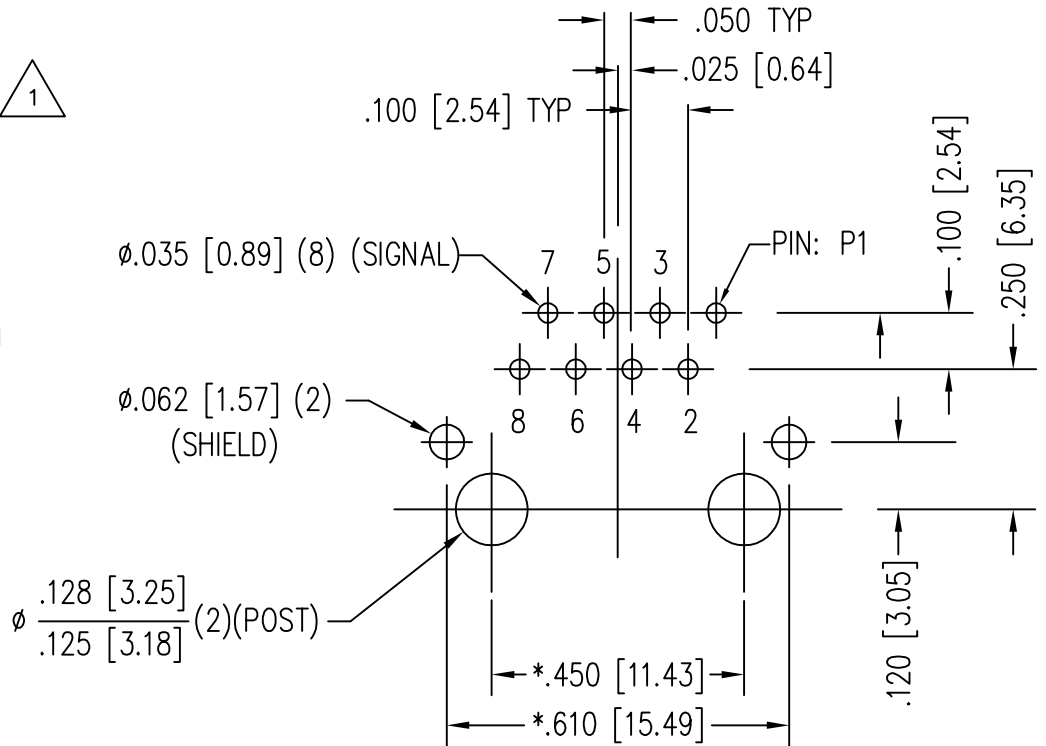 .050 TYP
.025 [0.64]
1
.100 [2.54] TYP
.100 [2.54]
.250 [6.35]
ø.035 [0.89] (8) (SIGNAL)
7 5 3
PIN: P1
ø.062 [1.57] (2)
(SHIELD)
8 6 4 2
ø .128 [3.25]
.125 [3.18] (2)(POST)
.120 [3.05]
*.450 [11.43]
*.610 [15.49]